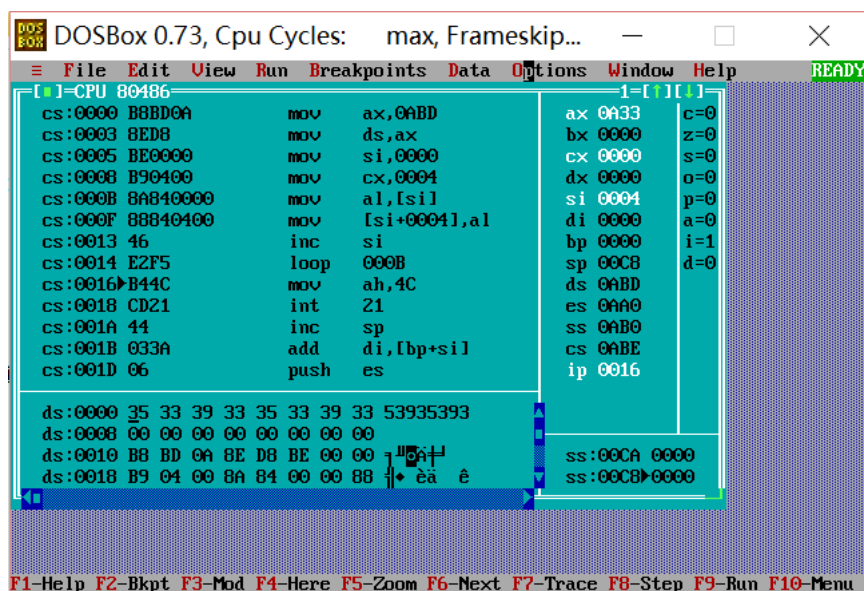 DOSBox 0.73, Cpu Cycles: max, Frameskip...
≡ File Edit View Run Breakpoints Data Options Window Help READY
[■]=CPU 80486 1=[↑][↓]
cs:0000 B8BD0A mov ax,0ABD ax 0A33 c=0
cs:0003 8ED8 mov ds,ax bx 0000 z=0
cs:0005 BE0000 mov si,0000 cx 0000 s=0
cs:0008 B90400 mov cx,0004 dx 0000 o=0
cs:000B 8A840000 mov al,[si] si 0004 p=0
cs:000F 88840400 mov [si+0004],al di 0000 a=0
cs:0013 46 inc si bp 0000 i=1
cs:0014 E2F5 loop 000B sp 00C8 d=0
cs:0016►B44C mov ah,4C ds 0ABD
cs:0018 CD21 int 21 es 0AA0
cs:001A 44 inc sp ss 0AB0
cs:001B 033A add di,[bp+si] cs 0ABE
cs:001D 06 push es ip 0016
ds:0000 35 33 39 33 35 33 39 33 53935393
ds:0008 00 00 00 00 00 00 00 00
ds:0010 B8 BD 0A 8E D8 BE 00 00 ╕╜◙Ä╪╛ ss:00CA 0000
ds:0018 B9 04 00 8A 84 00 00 88 ╣♦ èä ê ss:00C8►0000
F1-Help F2-Bkpt F3-Mod F4-Here F5-Zoom F6-Next F7-Trace F8-Step F9-Run F10-Menu